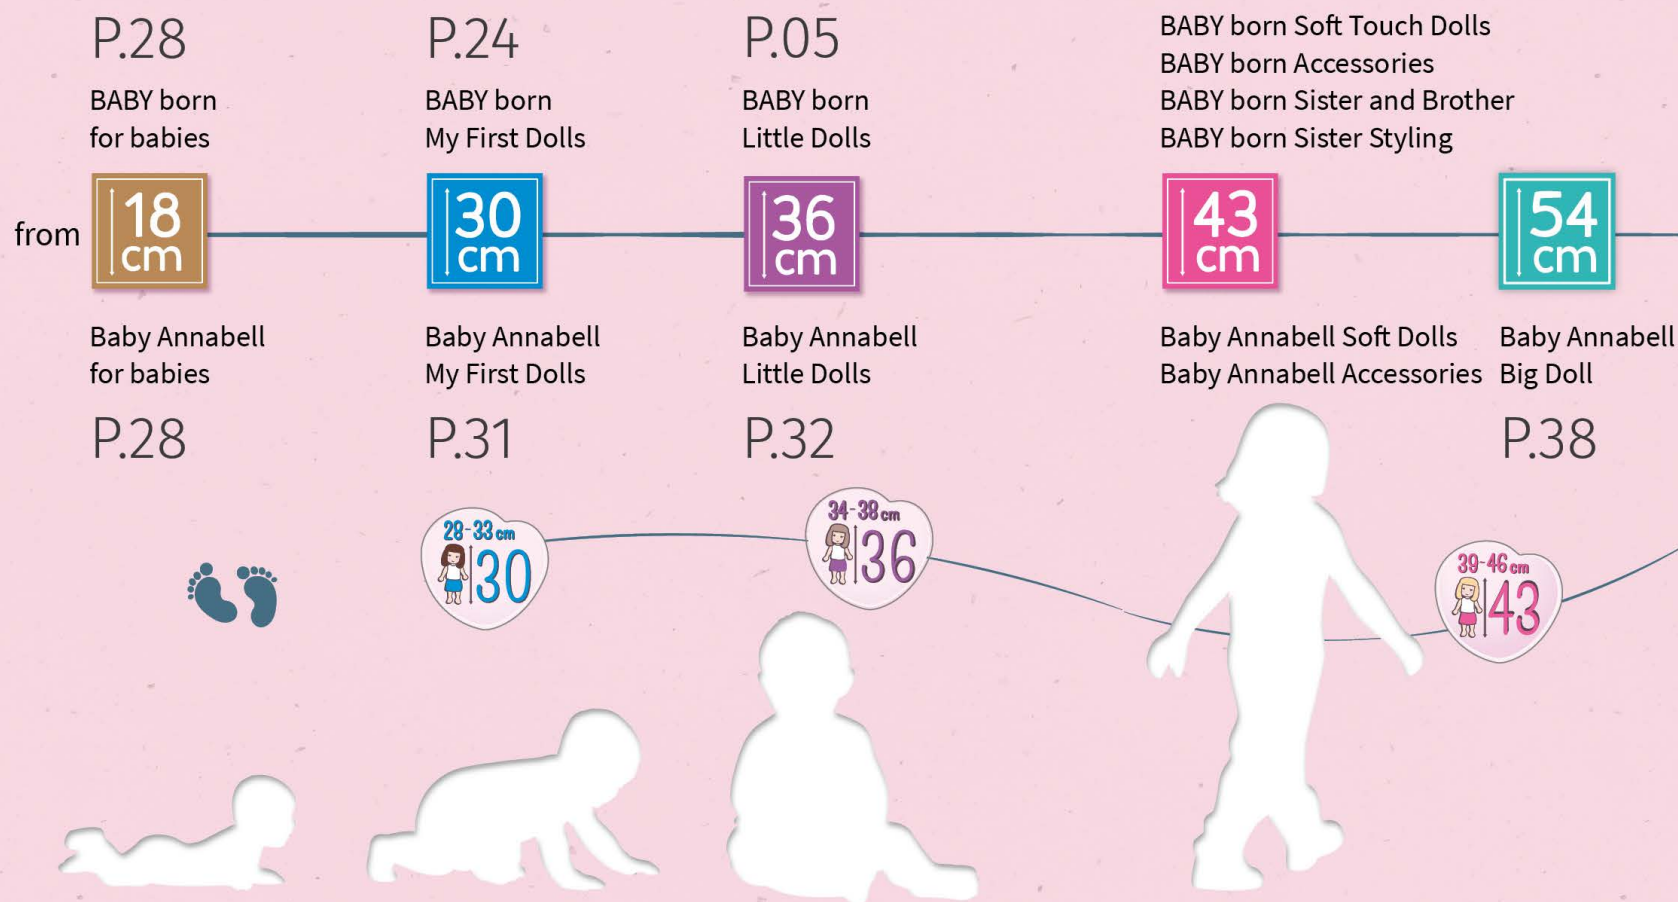 P.28
BABY born
for babies
P.24
BABY born
My First Dolls
P.05
BABY born
Little Dolls
BABY born Soft Touch Dolls
BABY born Accessories
BABY born Sister and Brother
BABY born Sister Styling
from
18
cm
30
cm
36
cm
43
cm
54
cm
Baby Annabell
for babies
P.28
Baby Annabell
My First Dolls
P.31
Baby Annabell
Little Dolls
P.32
Baby Annabell Soft Dolls
Baby Annabell Accessories
Baby Annabell
Big Doll
P.38
28-33 cm
30
34-38 cm
36
39-46 cm
43